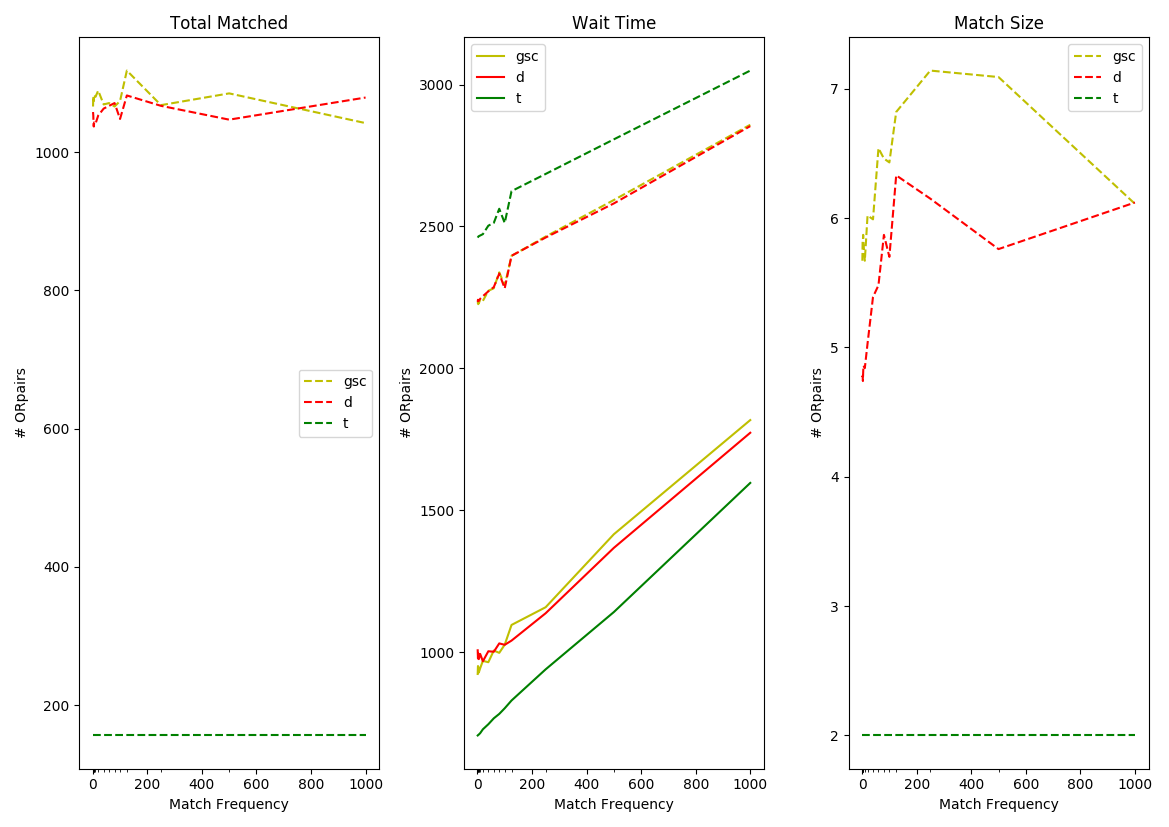 Total Matched
1000
800
600
400
200
# ORpairs
gsc
d
t
0 200 400 600 800 1000
Match Frequency
Wait Time
gsc
d
t
3000
2500
2000
1500
1000
# ORpairs
0 200 400 600 800 1000
Match Frequency
Match Size
gsc
d
t
7
6
5
4
3
2
# ORpairs
0 200 400 600 800 1000
Match Frequency